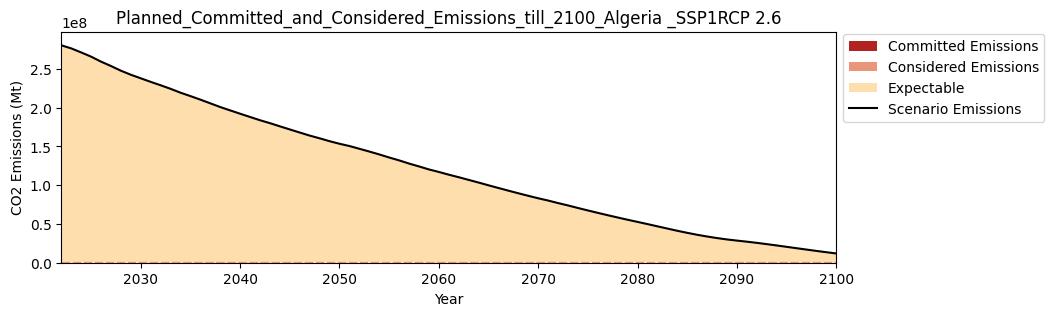 Planned_Committed_and_Considered_Emissions_till_2100_Algeria _SSP1RCP 2.6
1e8
2.5
2.0
1.5
1.0
0.5
0.0
CO2 Emissions (Mt)
2030 2040 2050 2060 2070 2080 2090 2100
Year
Committed Emissions
Considered Emissions
Expectable
Scenario Emissions